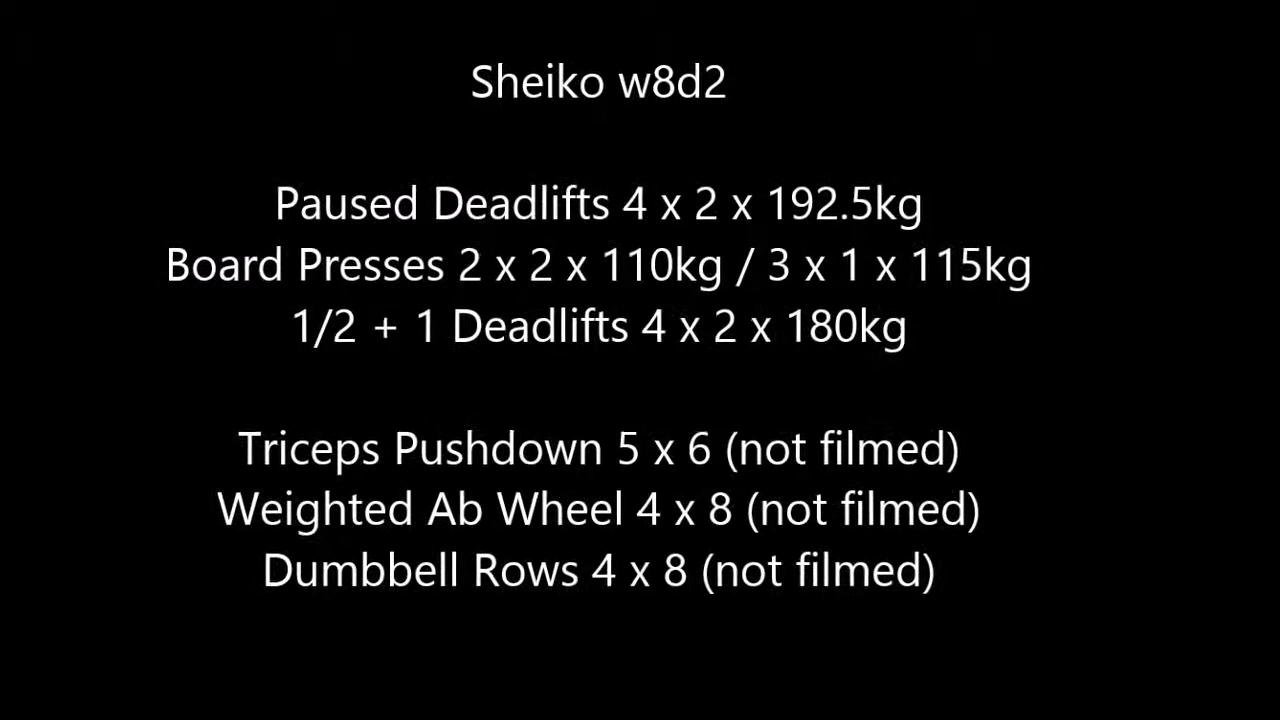 Sheiko w8d2
Paused Deadlifts 4 x 2 x 192.5kg
Board Presses 2 x 2 x 110kg / 3 x 1 x 115kg
1/2 + 1 Deadlifts 4 x 2 x 180kg
Triceps Pushdown 5 x 6 (not filmed)
Weighted Ab Wheel 4 x 8 (not filmed)
Dumbbell Rows 4 x 8 (not filmed)